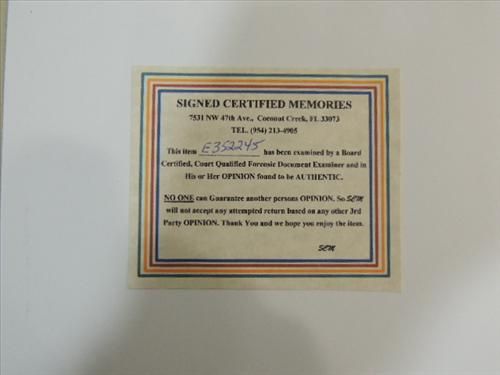 SIGNED CERTIFIED MEMORIES
7531 NW 47th Ave., Coconut Creek, FL 33073
TEL. (954) 213-4905
This item E352245 has been examined by a Board
Certified, Court Qualified Forensic Document Examiner and in
His or Her OPINION found to be AUTHENTIC.
NO ONE can Guarantee another persons OPINION. So SCM
will not accept any attempted return based on any other 3rd
Party OPINION. Thank You and we hope you enjoy the item.
SCM